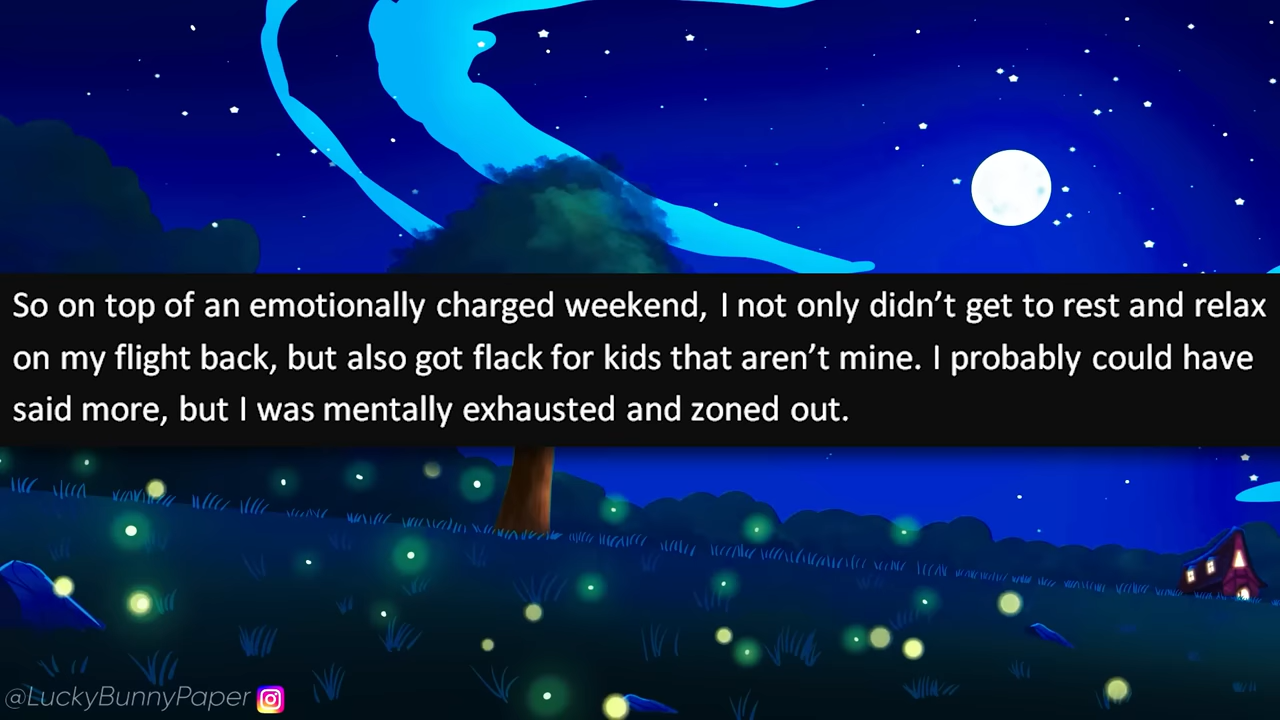 So on top of an emotionally charged weekend, I not only didn’t get to rest and relax
on my flight back, but also got flack for kids that aren’t mine. I probably could have
said more, but I was mentally exhausted and zoned out.
@LuckyBunnyPaper